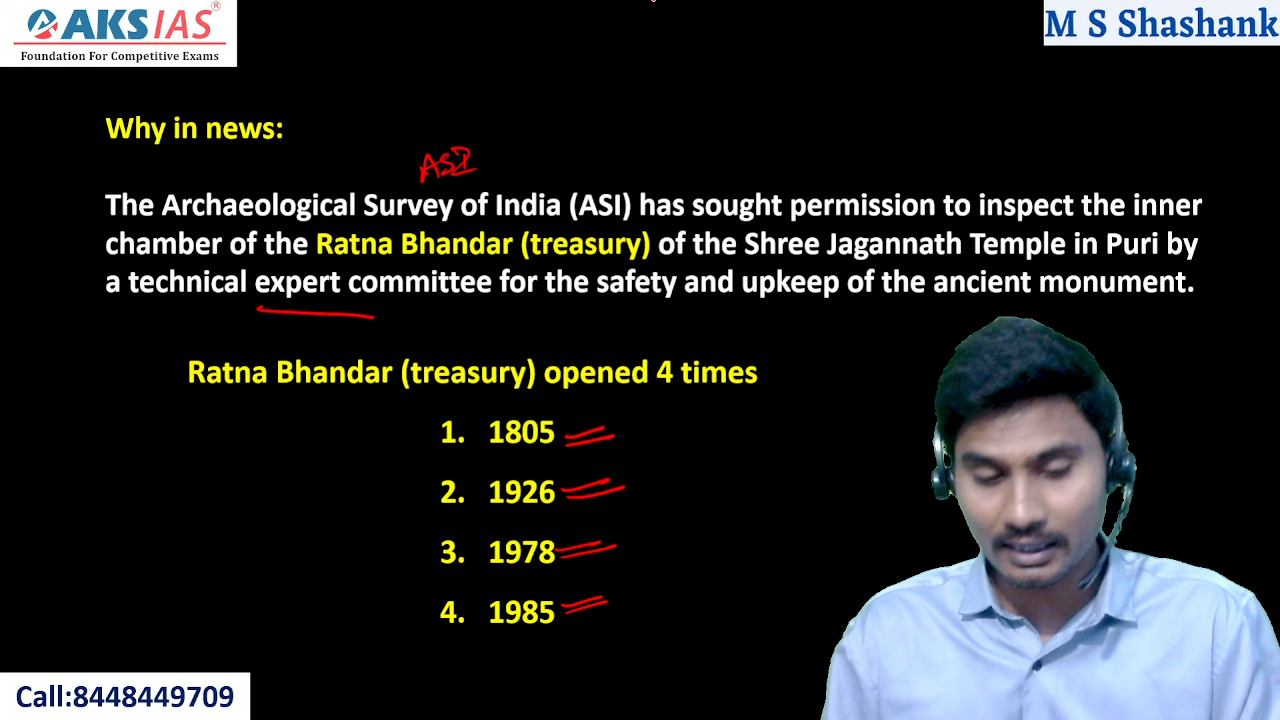 AKS IAS®
M S Shashank
Foundation For Competitive Exams
Why in news:
ASI
The Archaeological Survey of India (ASI) has sought permission to inspect the inner
chamber of the Ratna Bhandar (treasury) of the Shree Jagannath Temple in Puri by
a technical expert committee for the safety and upkeep of the ancient monument.
Ratna Bhandar (treasury) opened 4 times
1. 1805
2. 1926
3. 1978
4. 1985
Call:8448449709